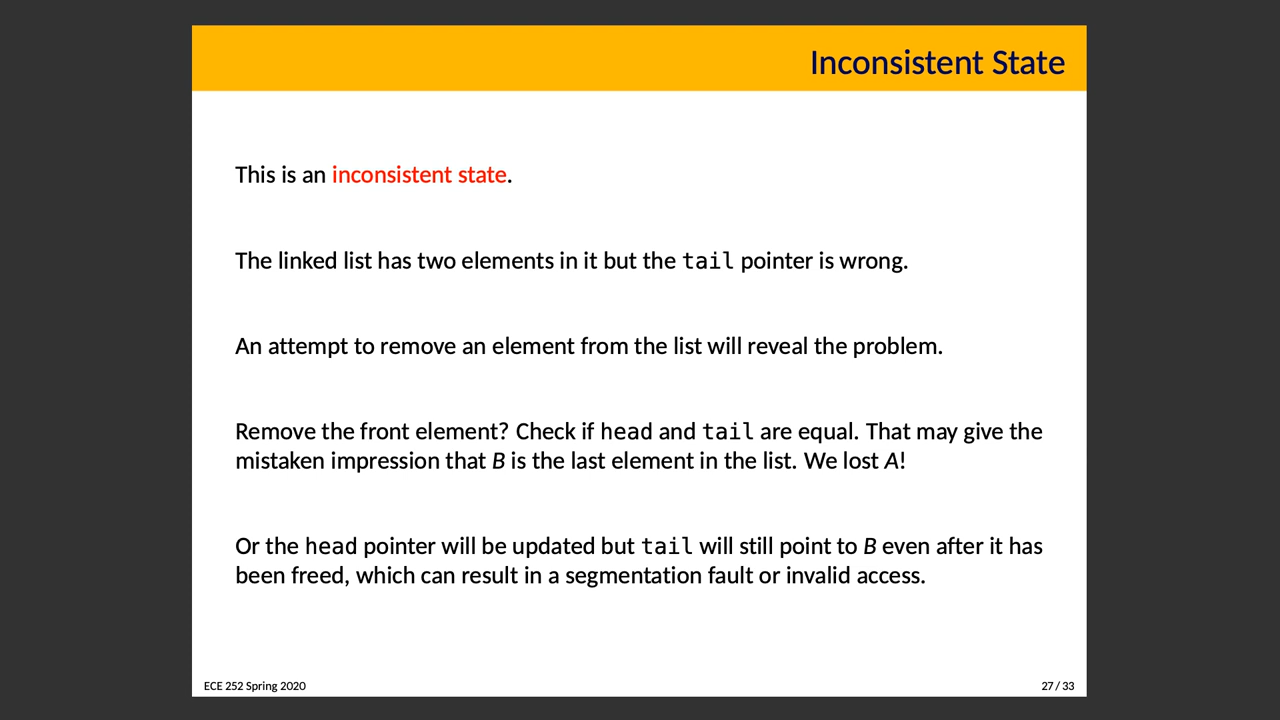 Inconsistent State
This is an inconsistent state.
The linked list has two elements in it but the tail pointer is wrong.
An attempt to remove an element from the list will reveal the problem.
Remove the front element? Check if head and tail are equal. That may give the
mistaken impression that B is the last element in the list. We lost A!
Or the head pointer will be updated but tail will still point to B even after it has
been freed, which can result in a segmentation fault or invalid access.
ECE 252 Spring 2020
27 / 33